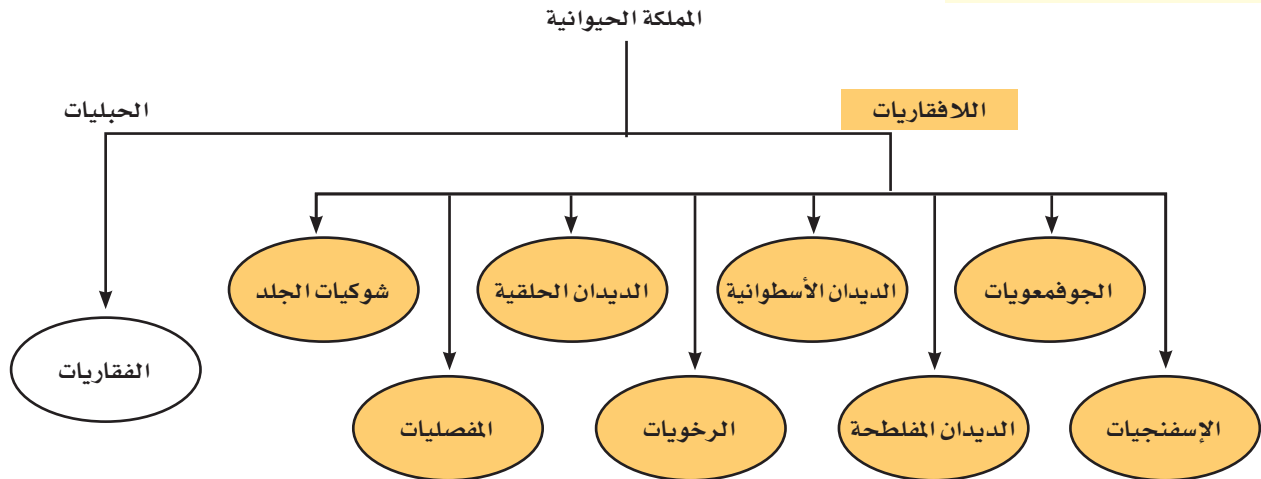 المملكة الحيوانية
اللافقاريات
الحبليات
الجوفمعويات
الديدان الأسطوانية
الديدان الحلقية
شوكيات الجلد
الفقاريات
الإسفنجيات
الديدان المفلطحة
الرخويات
المفصليات